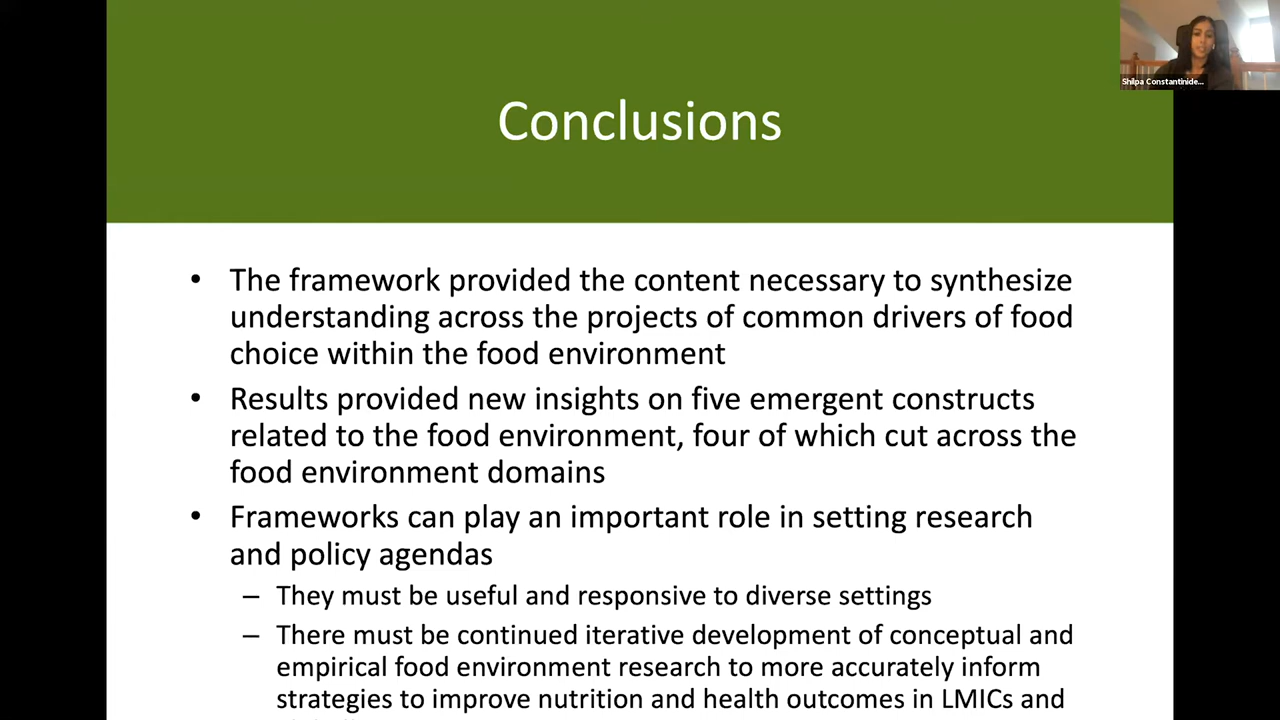 Shilpa Constantinide...
Conclusions
• The framework provided the content necessary to synthesize
understanding across the projects of common drivers of food
choice within the food environment
• Results provided new insights on five emergent constructs
related to the food environment, four of which cut across the
food environment domains
• Frameworks can play an important role in setting research
and policy agendas
– They must be useful and responsive to diverse settings
– There must be continued iterative development of conceptual and
empirical food environment research to more accurately inform
strategies to improve nutrition and health outcomes in LMICs and